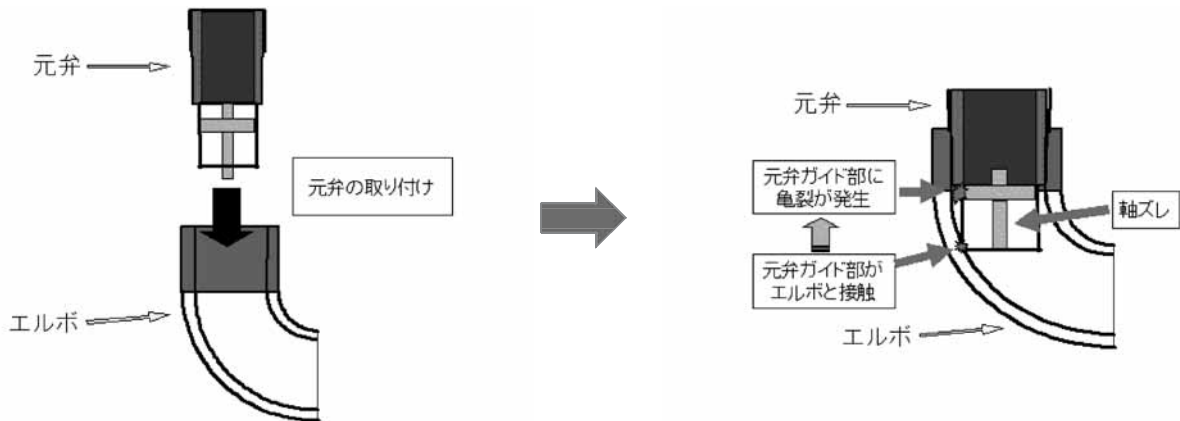 元弁
元弁の取り付け
エルボ
元弁
元弁ガイド部に
亀裂が発生
軸ズレ
元弁ガイド部が
エルボと接触
エルボ